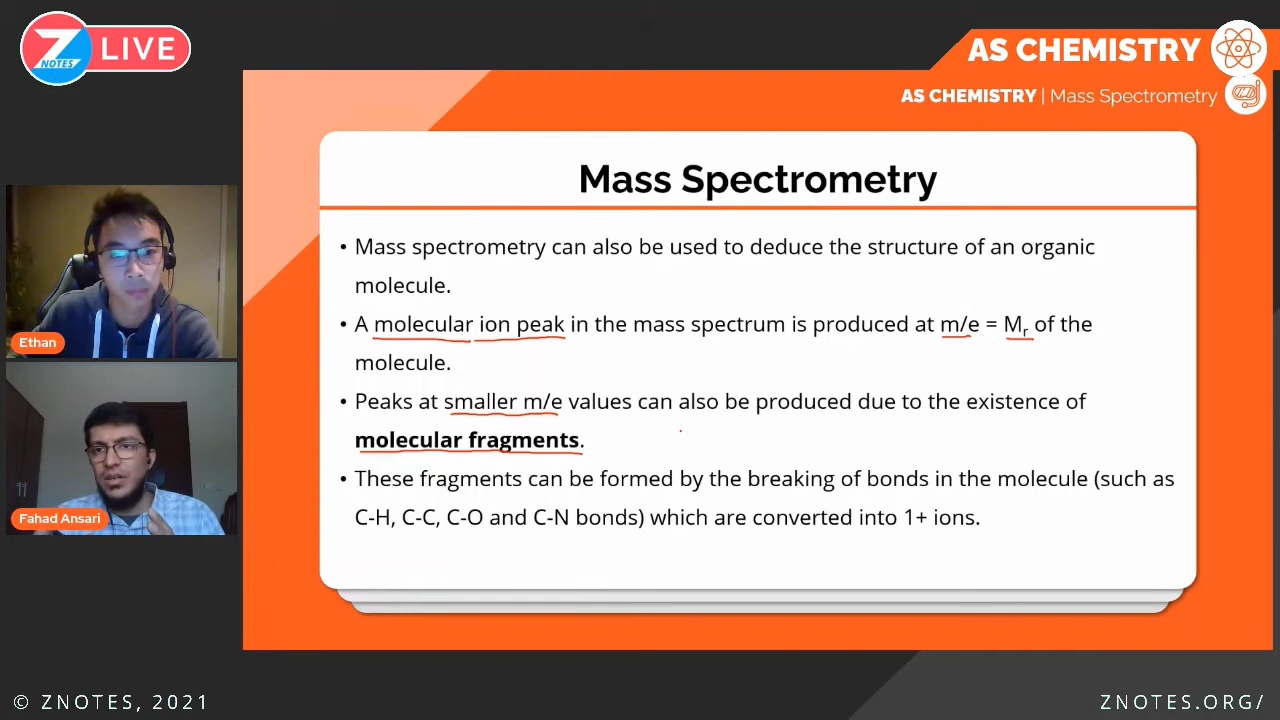 Z NOTES LIVE
AS CHEMISTRY
AS CHEMISTRY | Mass Spectrometry
Mass Spectrometry
• Mass spectrometry can also be used to deduce the structure of an organic
molecule.
• A molecular ion peak in the mass spectrum is produced at m/e = Mr of the
molecule.
• Peaks at smaller m/e values can also be produced due to the existence of
molecular fragments.
• These fragments can be formed by the breaking of bonds in the molecule (such as
C-H, C-C, C-O and C-N bonds) which are converted into 1+ ions.
Ethan
Fahad Ansari
© ZNOTES, 2021
ZNOTES.ORG/